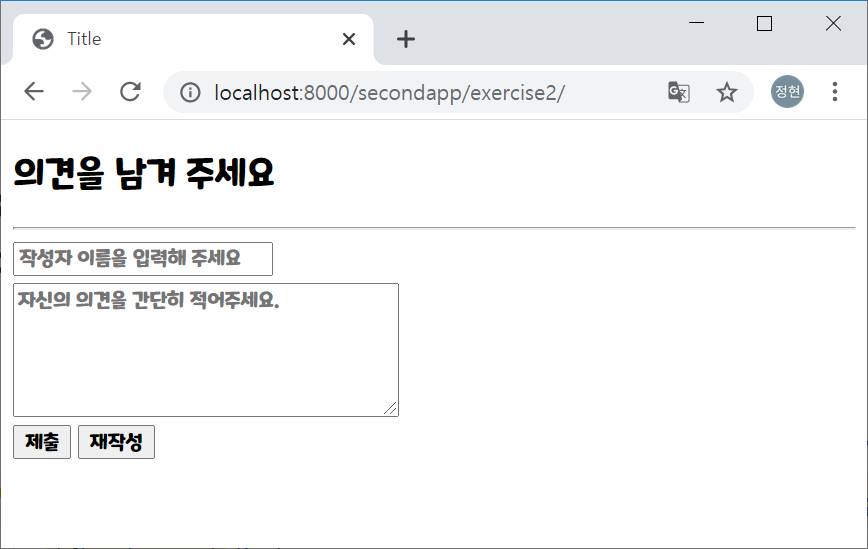 Title
localhost:8000/secondapp/exercise2/
정현
의견을 남겨 주세요
작성자 이름을 입력해 주세요
자신의 의견을 간단히 적어주세요.
제출 재작성